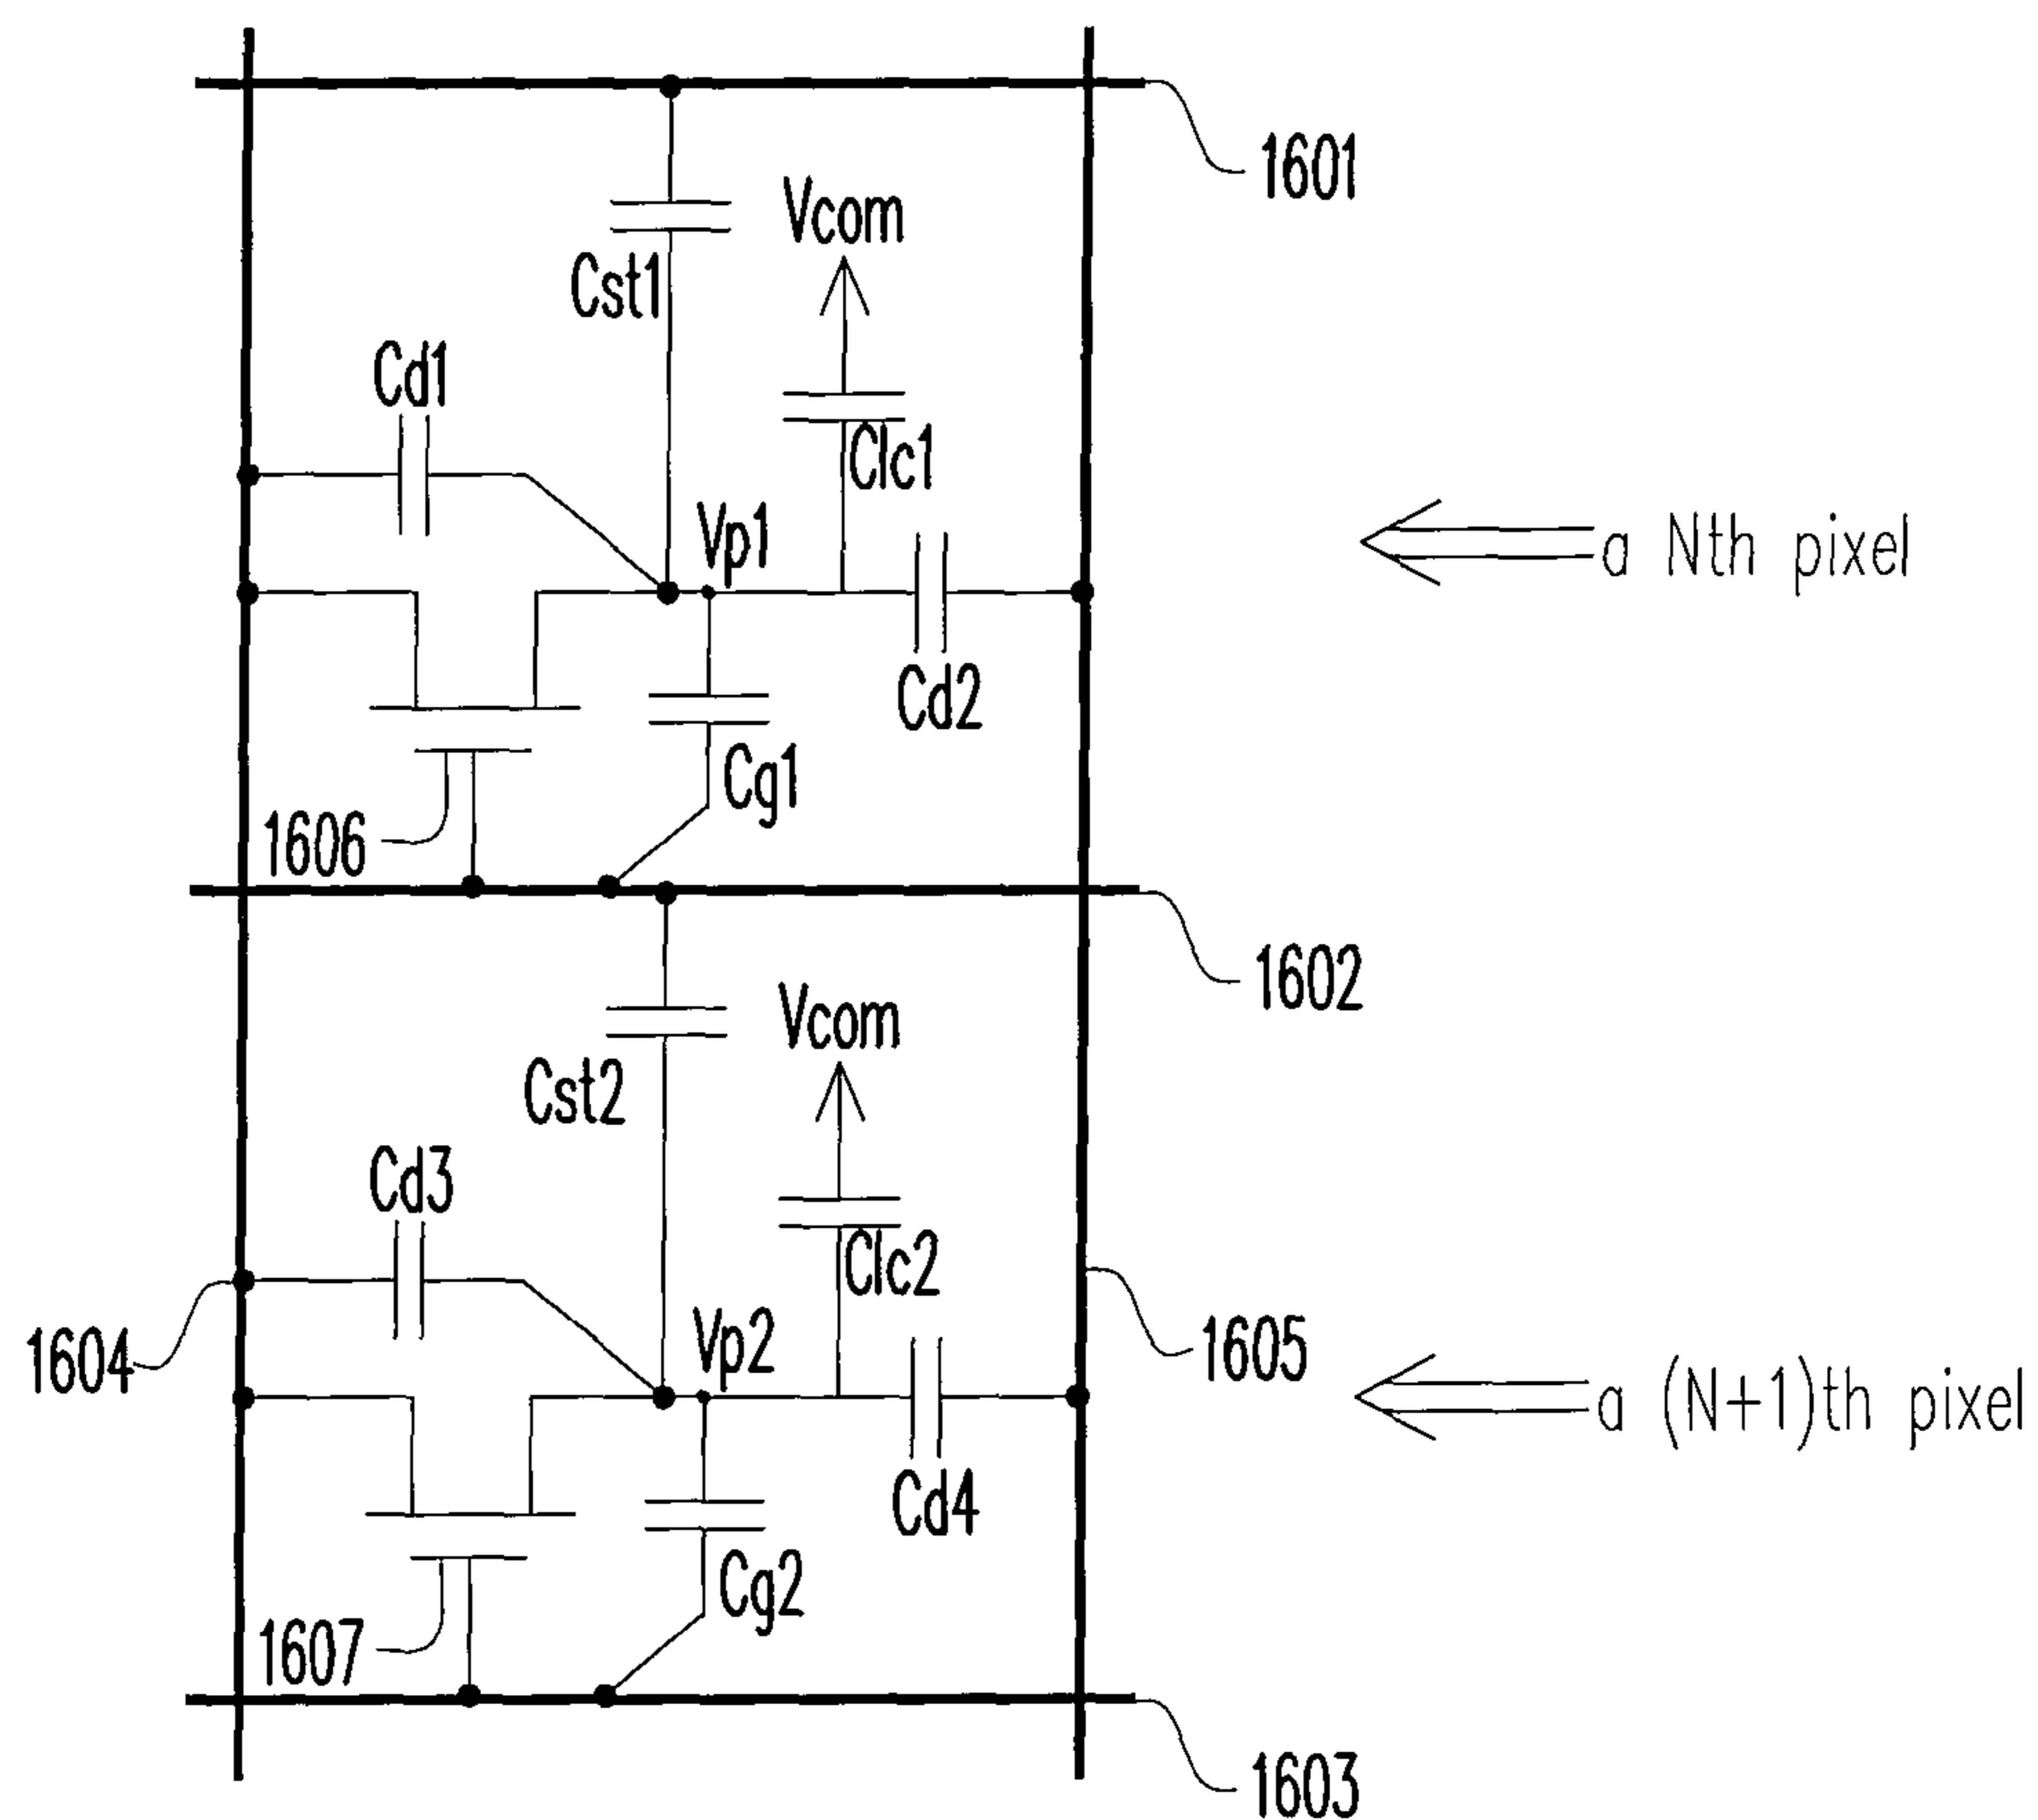 1601
Vcom
Cst1
Cd1
Clc1
Vp1
a Nth pixel
Cd2
Cg1
1606
1602
Vcom
Cst2
Cd3
Clc2
Vp2
1604
1605
a (N+1)th pixel
Cd4
Cg2
1607
1603